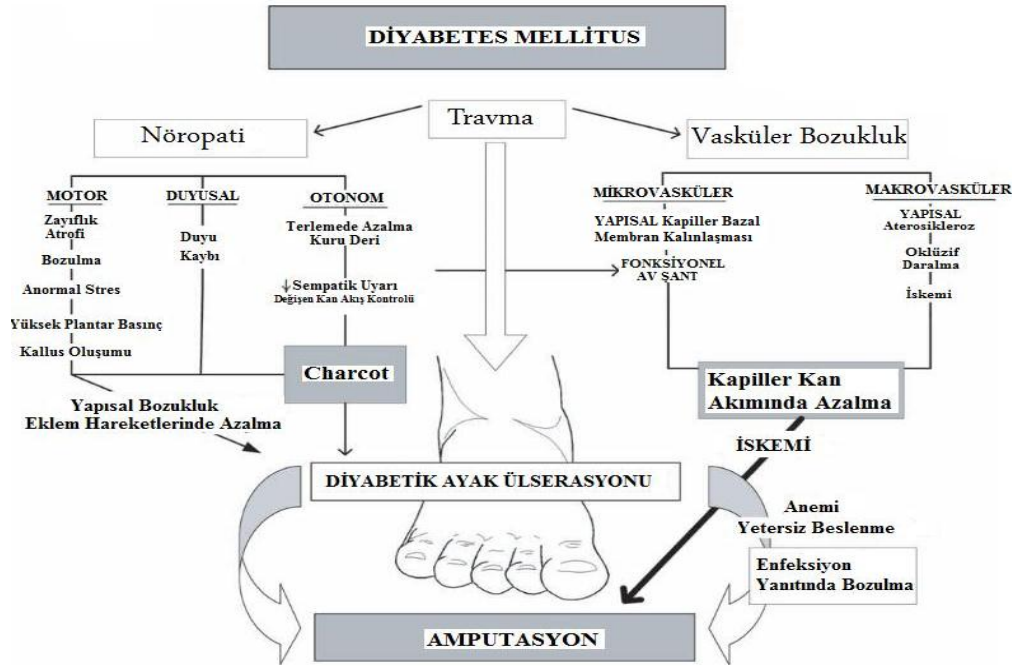 DİYABETES MELLİTUS
Travma
Nöropati
Vasküler Bozukluk
MOTOR
Zayıflık
Atrofi
Bozulma
Anormal Stres
Yüksek Plantar Basınç
Kallus Oluşumu
DUYUSAL
Duyu
Kaybı
OTONOM
Terlemede Azalma
Kuru Deri
↓Sempatik Uyarı
Değişen Kan Akış Kontrolü
MİKROVASKÜLER
YAPISAL Kapiller Bazal
Membran Kalınlaşması
FONKSİYONEL
AV ŞANT
MAKROVASKÜLER
YAPISAL
Aterosikleroz
Oklüzif
Daralma
İskemi
Charcot
Kapiller Kan
Akımında Azalma
Yapısal Bozukluk
Eklem Hareketlerinde Azalma
İSKEMİ
DİYABETİK AYAK ÜLSERASYONU
Anemi
Yetersiz Beslenme
Enfeksiyon
Yanıtında Bozulma
AMPUTASYON